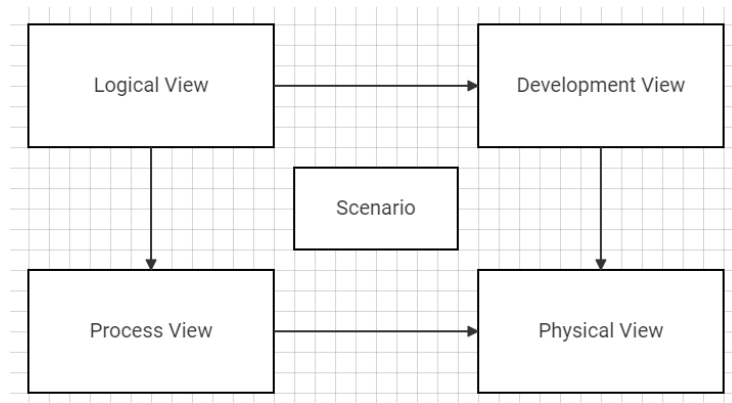 Logical View
Development View
Scenario
Process View
Physical View